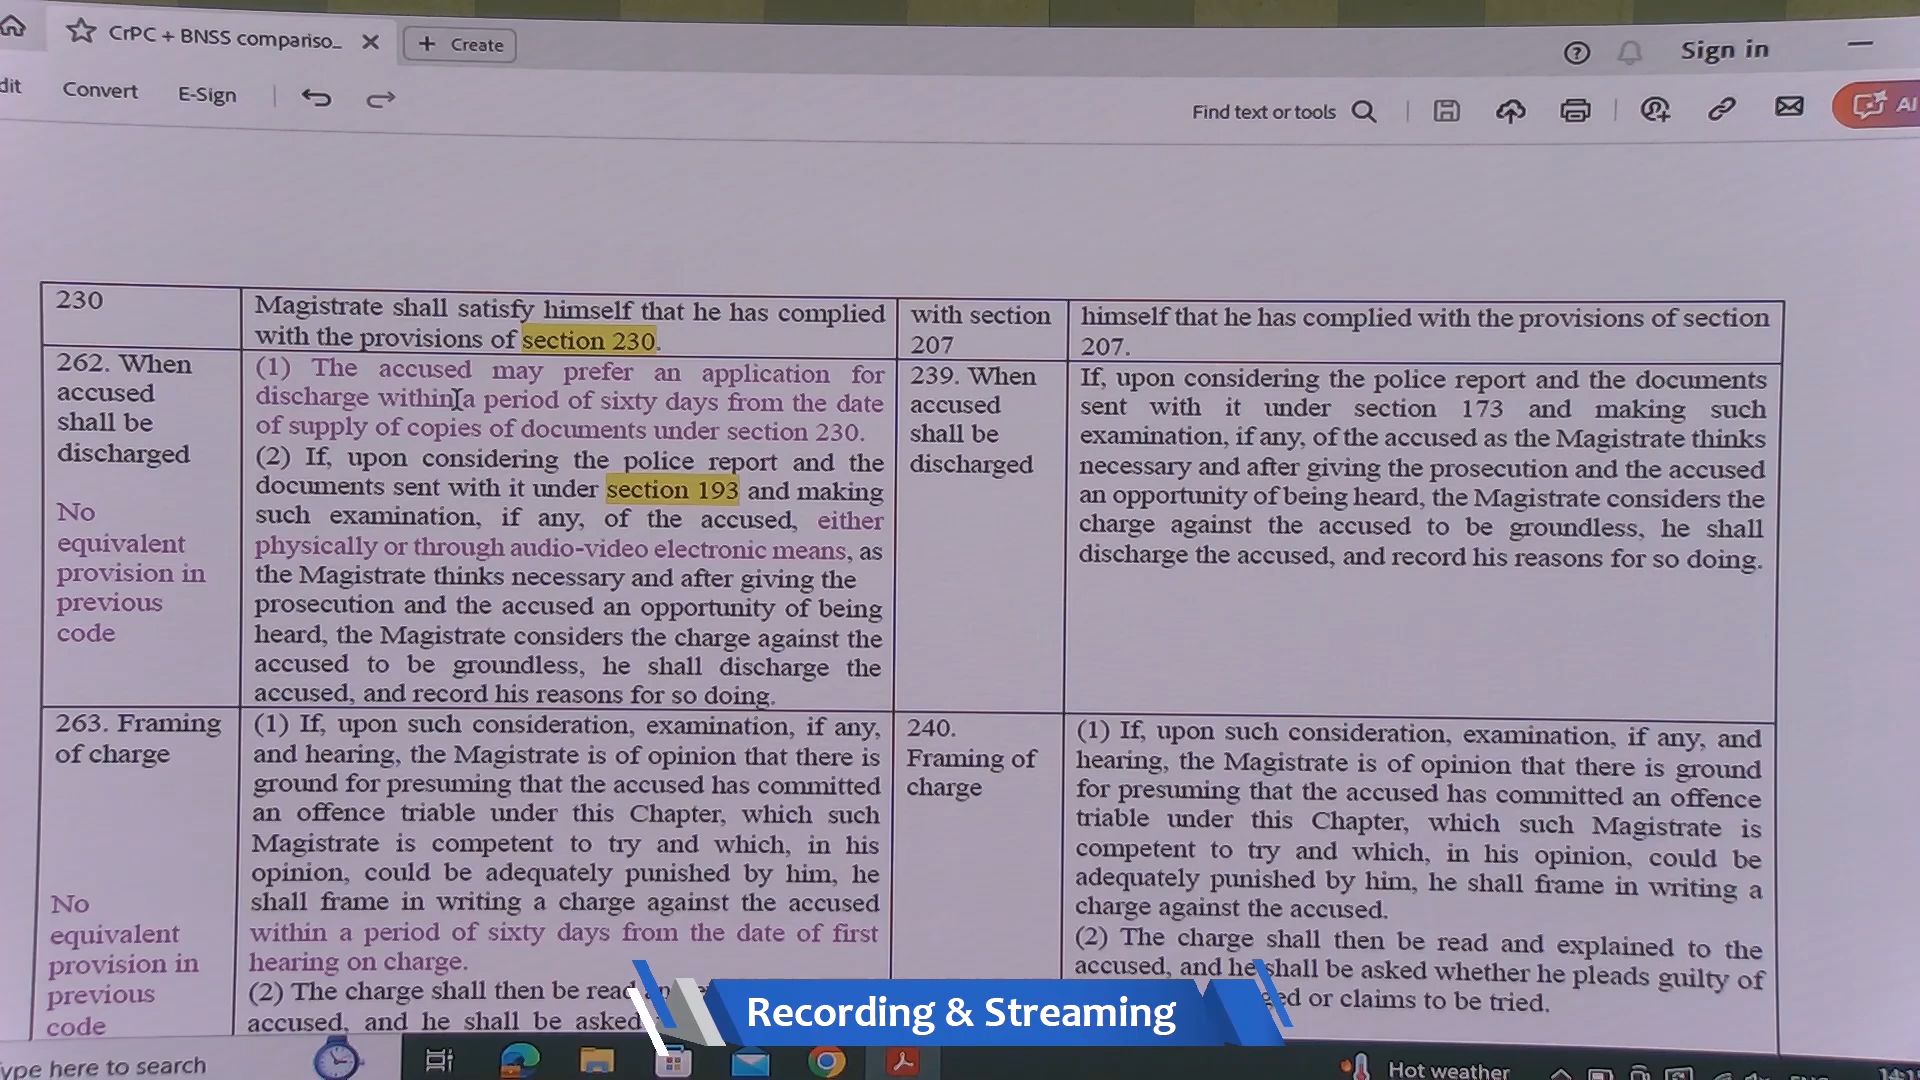 CrPC + BNSS compariso...
Create
Sign in
dit
Convert
E-Sign
Find text or tools
AI
230
Magistrate shall satisfy himself that he has complied
with the provisions of section 230.
with section
207
himself that he has complied with the provisions of section
207.
262. When
accused
shall be
discharged
No
equivalent
provision in
previous
code
(1) The accused may prefer an application for
discharge within a period of sixty days from the date
of supply of copies of documents under section 230.
(2) If, upon considering the police report and the
documents sent with it under section 193 and making
such examination, if any, of the accused, either
physically or through audio-video electronic means, as
the Magistrate thinks necessary and after giving the
prosecution and the accused an opportunity of being
heard, the Magistrate considers the charge against the
accused to be groundless, he shall discharge the
accused, and record his reasons for so doing.
239. When
accused
shall be
discharged
If, upon considering the police report and the documents
sent with it under section 173 and making such
examination, if any, of the accused as the Magistrate thinks
necessary and after giving the prosecution and the accused
an opportunity of being heard, the Magistrate considers the
charge against the accused to be groundless, he shall
discharge the accused, and record his reasons for so doing.
263. Framing
of charge
No
equivalent
provision in
previous
code
(1) If, upon such consideration, examination, if any,
and hearing, the Magistrate is of opinion that there is
ground for presuming that the accused has committed
an offence triable under this Chapter, which such
Magistrate is competent to try and which, in his
opinion, could be adequately punished by him, he
shall frame in writing a charge against the accused
within a period of sixty days from the date of first
hearing on charge.
(2) The charge shall then be read
accused, and he shall be asked
240.
Framing of
charge
(1) If, upon such consideration, examination, if any, and
hearing, the Magistrate is of opinion that there is ground
for presuming that the accused has committed an offence
triable under this Chapter, which such Magistrate is
competent to try and which, in his opinion, could be
adequately punished by him, he shall frame in writing a
charge against the accused.
(2) The charge shall then be read and explained to the
accused, and he shall be asked whether he pleads guilty of
ged or claims to be tried.
Recording & Streaming
ype here to search
Hot weather